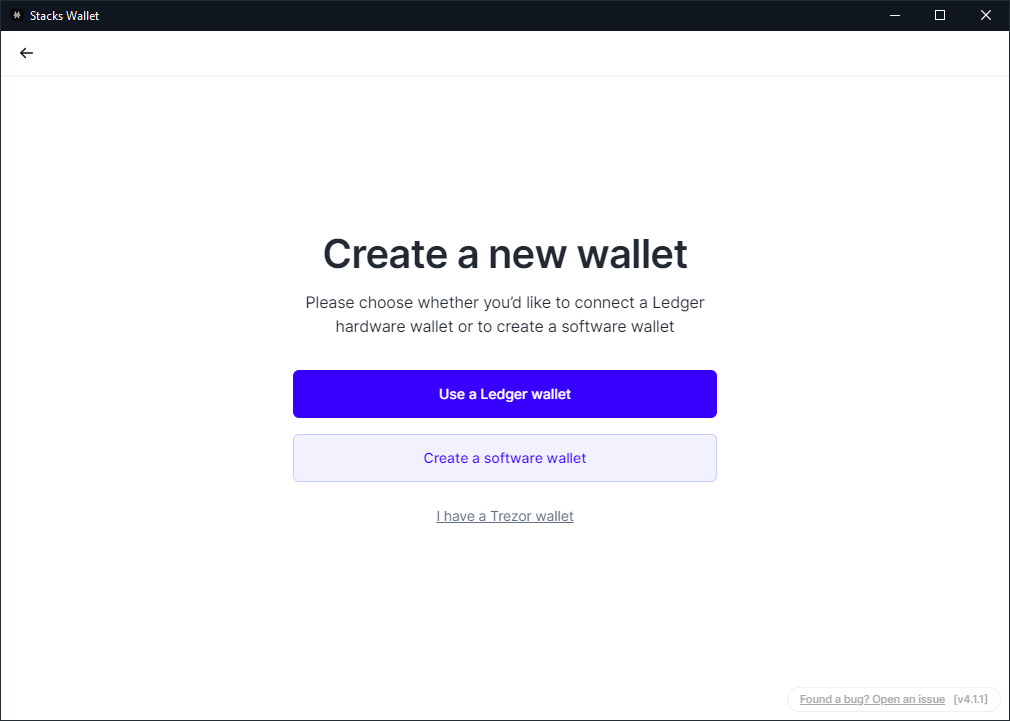 Stacks Wallet
Create a new wallet
Please choose whether you’d like to connect a Ledger
hardware wallet or to create a software wallet
Use a Ledger wallet
Create a software wallet
I have a Trezor wallet
Found a bug? Open an issue [v4.1.1]